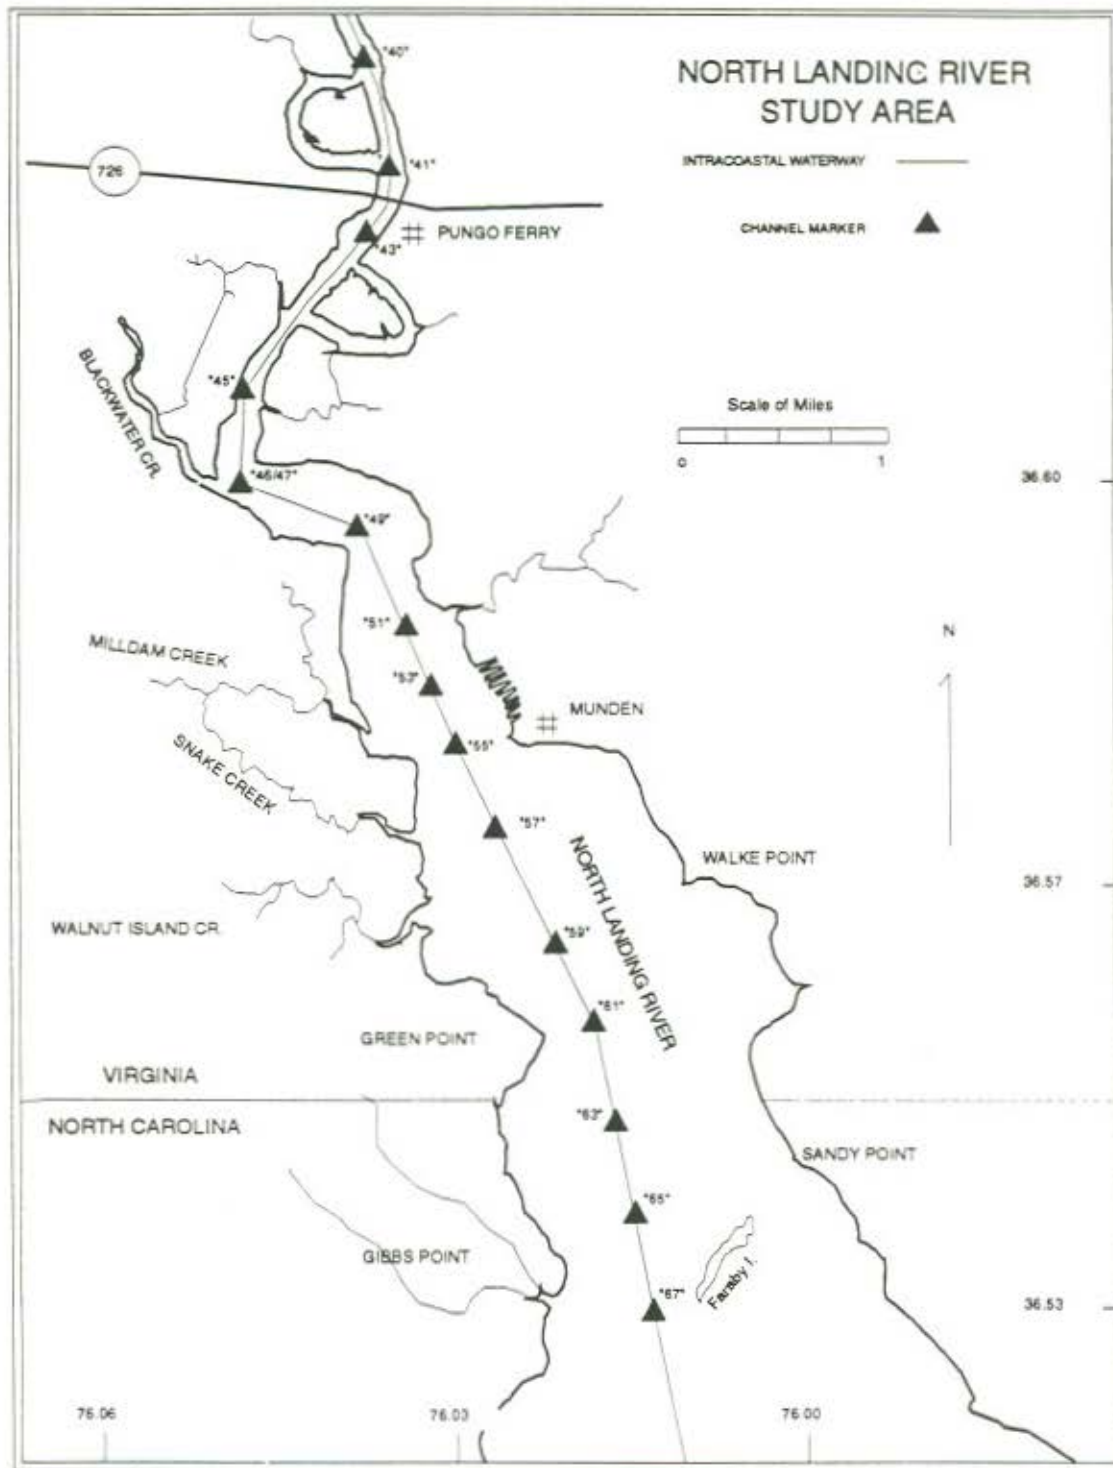 "40"
NORTH LANDING RIVER
STUDY AREA
"41"
INTRACOASTAL WATERWAY
726
CHANNEL MARKER
PUNGO FERRY
"43"
BLACKWATER CR.
"45"
Scale of Miles
0 1
"46/47"
36.60
"49"
"51"
N
MILLDAM CREEK
"53"
MUNDEN
SNAKE CREEK
"55"
"57"
NORTH LANDING RIVER
WALKE POINT
36.57
WALNUT ISLAND CR.
"59"
"61"
GREEN POINT
VIRGINIA
NORTH CAROLINA
"63"
SANDY POINT
"65"
GIBBS POINT
Faraby I.
"67"
36.53
76.06
76.03
76.00